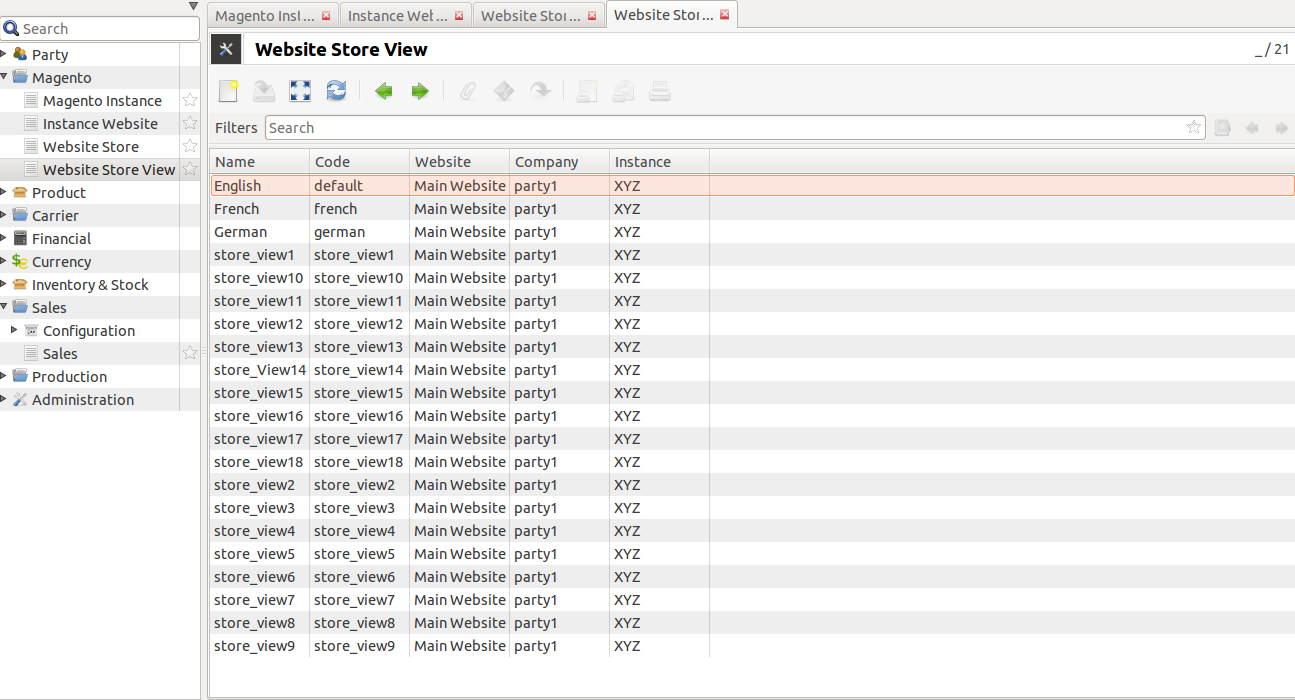 Magento Inst... Instance Wet... Website Stor... Website Stor...
Search
Party
Magento
Magento Instance
Instance Website
Website Store
Website Store View
Product
Carrier
Financial
Currency
Inventory & Stock
Sales
Configuration
Sales
Production
Administration
Website Store View _ / 21
Filters Search
Name Code Website Company Instance
English default Main Website party1 XYZ
French french Main Website party1 XYZ
German german Main Website party1 XYZ
store_view1 store_view1 Main Website party1 XYZ
store_view10 store_view10 Main Website party1 XYZ
store_view11 store_view11 Main Website party1 XYZ
store_view12 store_view12 Main Website party1 XYZ
store_view13 store_view13 Main Website party1 XYZ
store_View14 store_view14 Main Website party1 XYZ
store_view15 store_view15 Main Website party1 XYZ
store_view16 store_view16 Main Website party1 XYZ
store_view17 store_view17 Main Website party1 XYZ
store_view18 store_view18 Main Website party1 XYZ
store_view2 store_view2 Main Website party1 XYZ
store_view3 store_view3 Main Website party1 XYZ
store_view4 store_view4 Main Website party1 XYZ
store_view5 store_view5 Main Website party1 XYZ
store_view6 store_view6 Main Website party1 XYZ
store_view7 store_view7 Main Website party1 XYZ
store_view8 store_view8 Main Website party1 XYZ
store_view9 store_view9 Main Website party1 XYZ